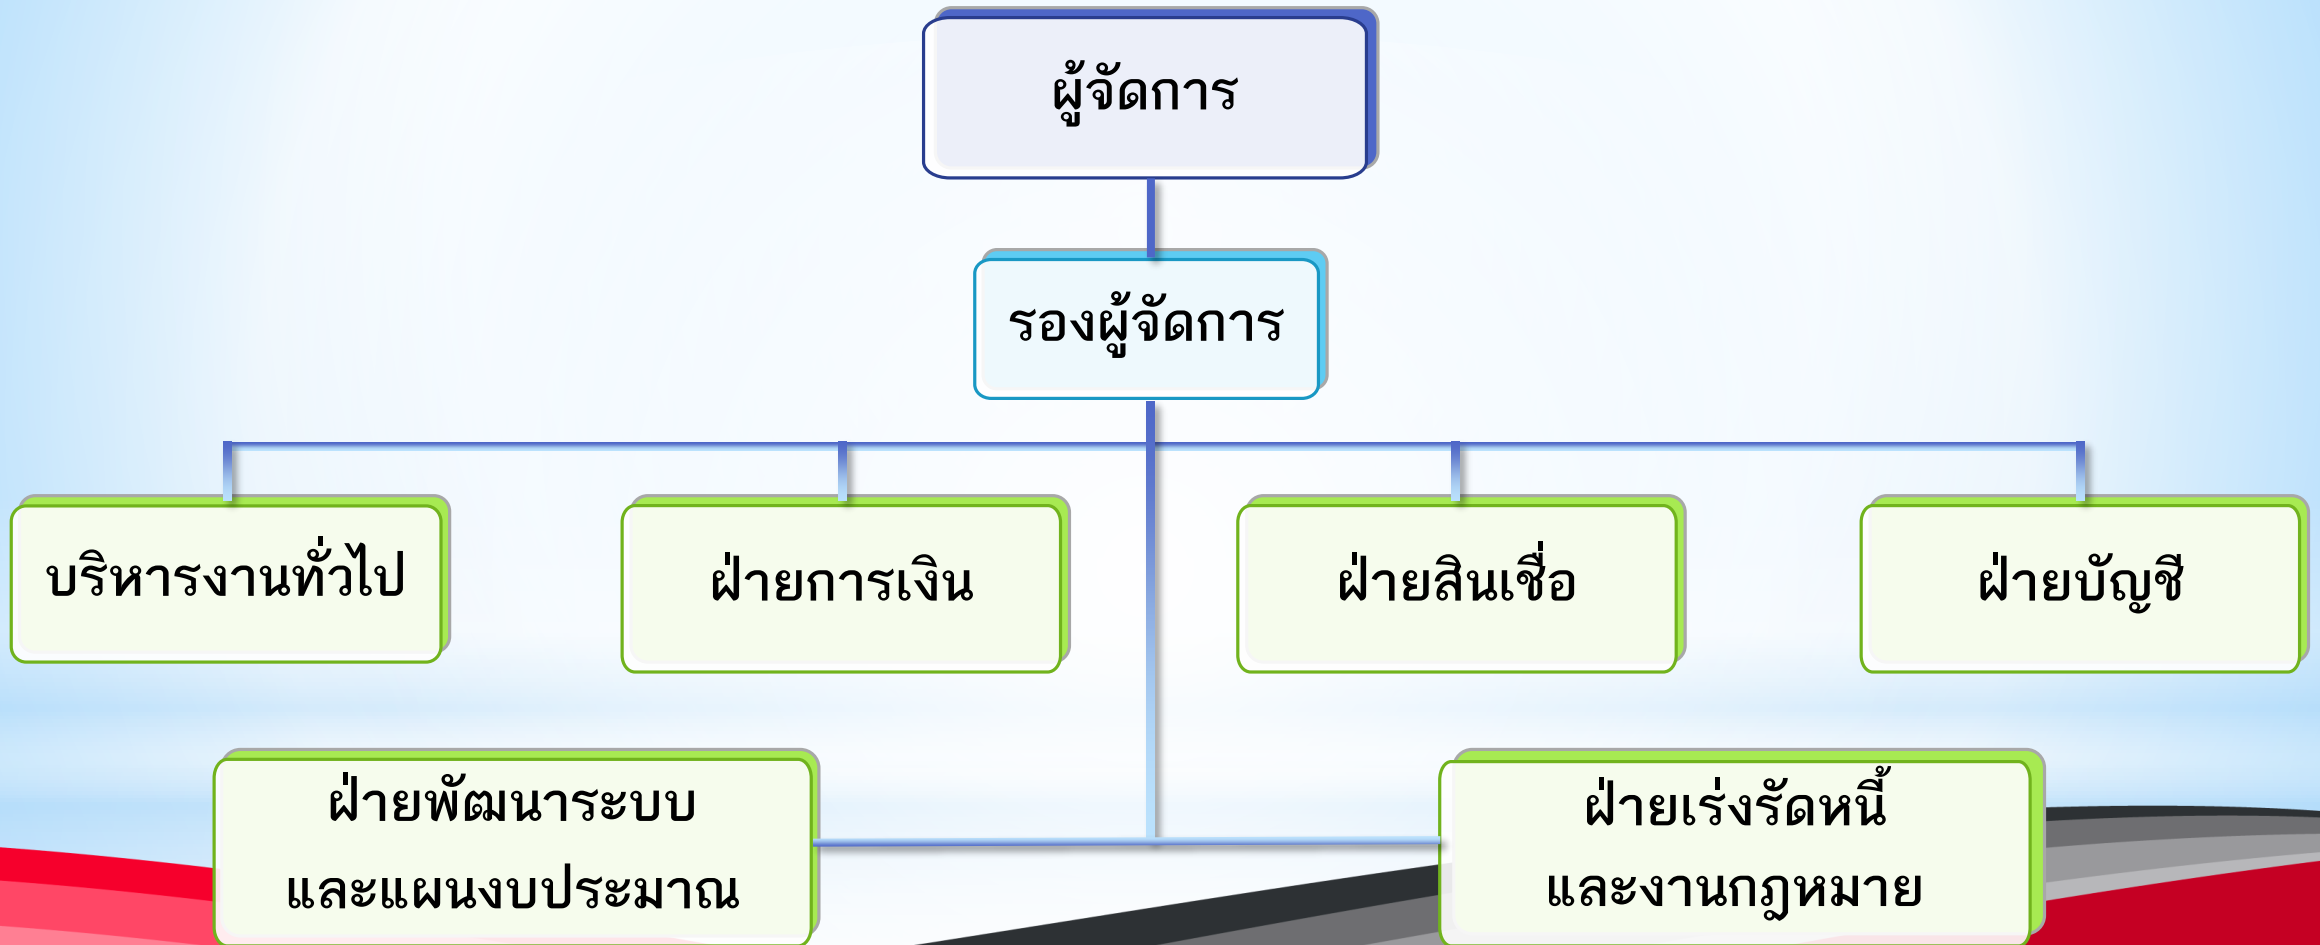 ผู้จัดการ
รองผู้จัดการ
บริหารงานทั่วไป
ฝ่ายการเงิน
ฝ่ายสินเชื่อ
ฝ่ายบัญชี
ฝ่ายพัฒนาระบบ
และแผนงบประมาณ
ฝ่ายเร่งรัดหนี้
และงานกฎหมาย